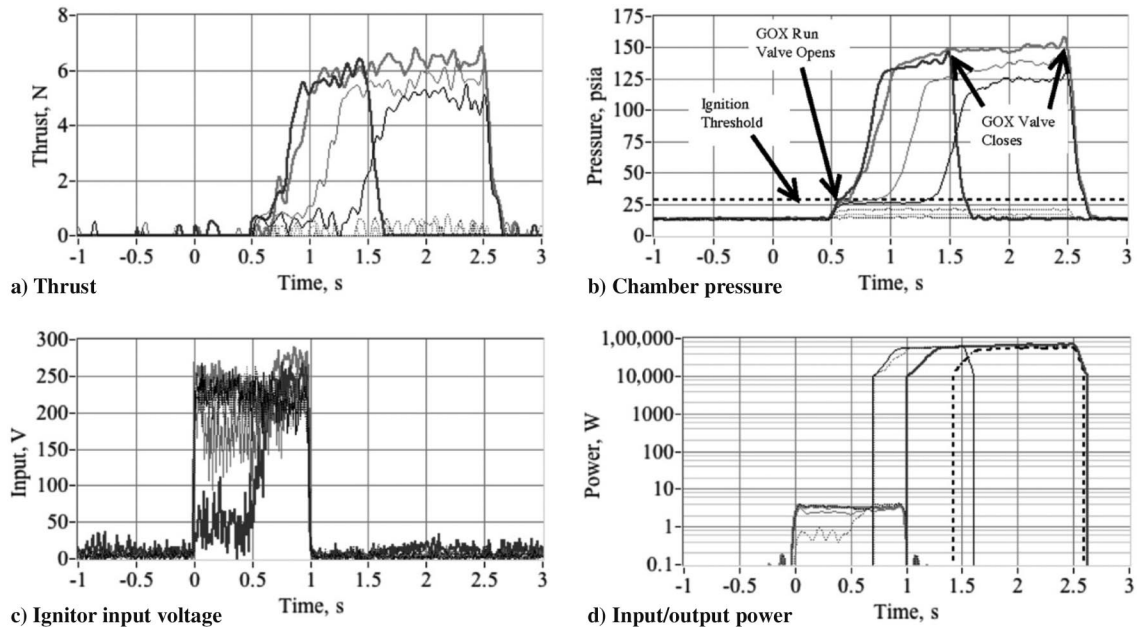 8
6
4
2
0
Thrust, N
-1 -0.5 0 0.5 1 1.5 2 2.5 3
Time, s
a) Thrust
175
150
125
100
75
50
25
0
Pressure, psia
GOX Run
Valve Opens
Ignition
Threshold
GOX Valve
Closes
-1 -0.5 0 0.5 1 1.5 2 2.5 3
Time, s
b) Chamber pressure
300
250
200
150
100
50
0
Input, V
-1 -0.5 0 0.5 1 1.5 2 2.5 3
Time, s
c) Ignitor input voltage
1,00,000
10,000
1000
100
10
1
0.1
Power, W
-1 -0.5 0 0.5 1 1.5 2 2.5 3
Time, s
d) Input/output power